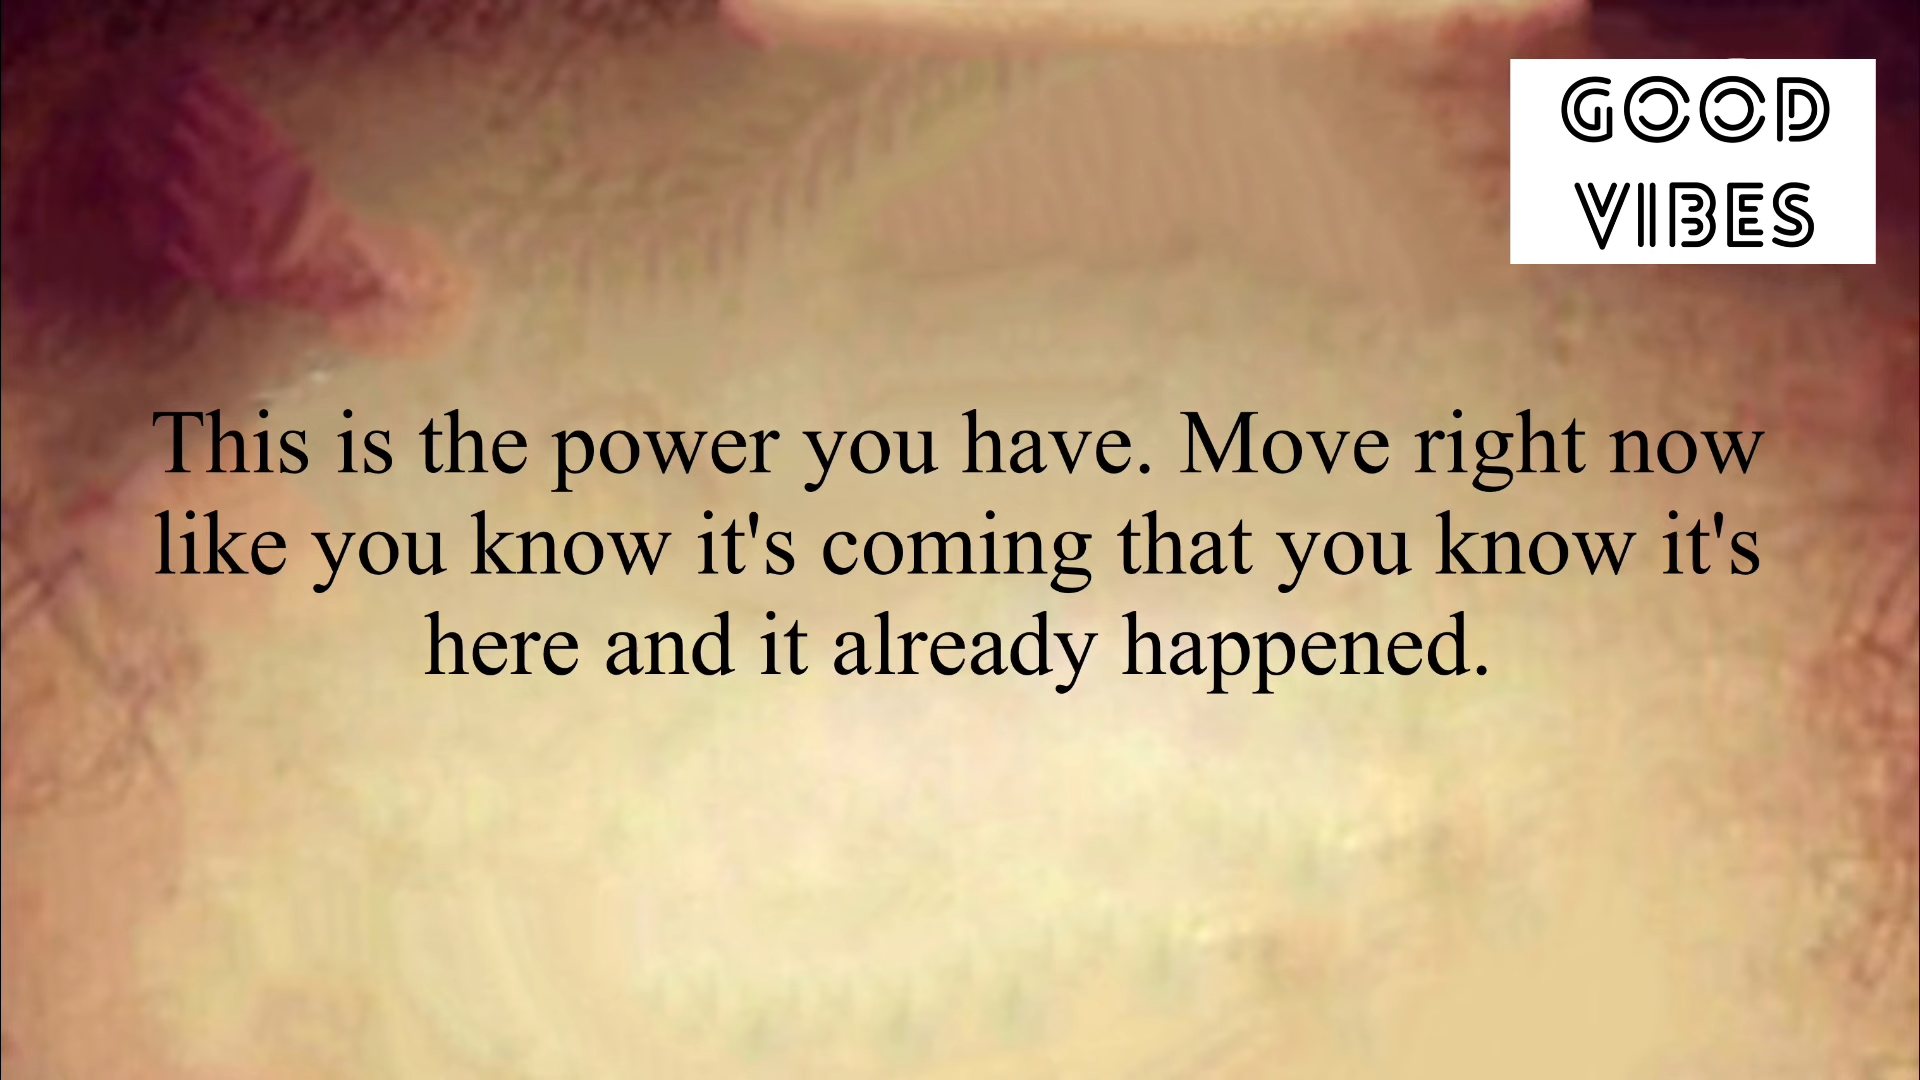 GOOD
VIBES
This is the power you have. Move right now
like you know it's coming that you know it's
here and it already happened.